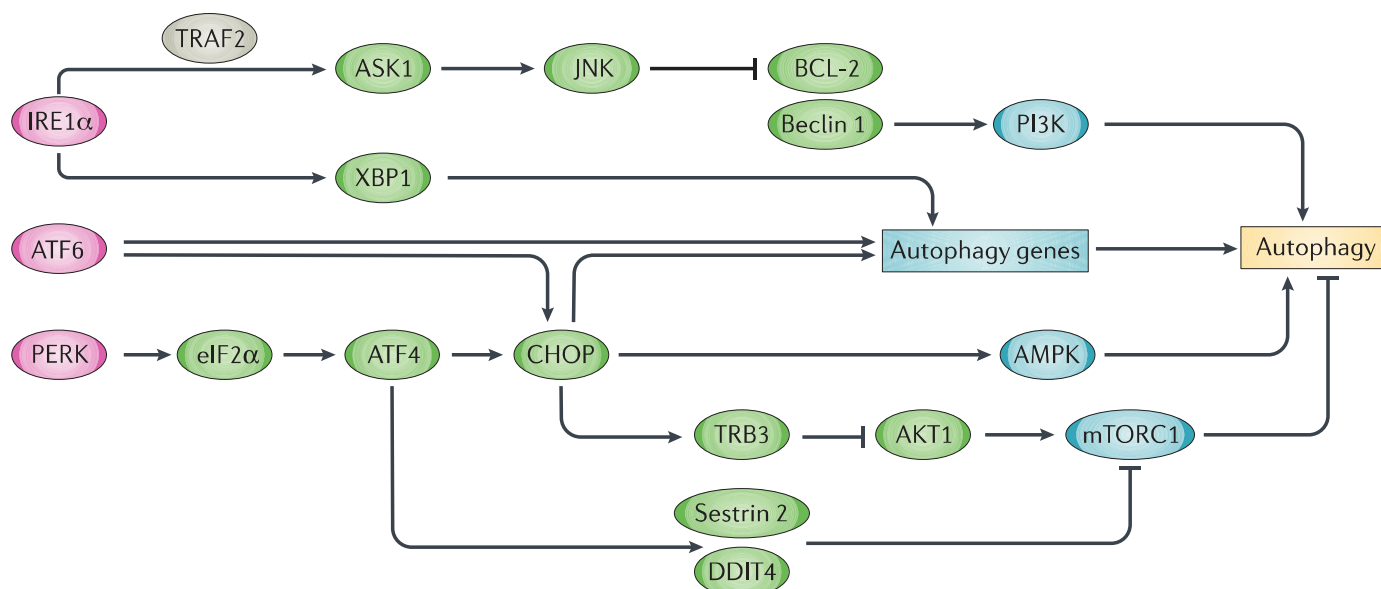 TRAF2
ASK1
JNK
BCL-2
IRE1α
Beclin 1
PI3K
XBP1
ATF6
Autophagy genes
Autophagy
PERK
eIF2α
ATF4
CHOP
AMPK
TRB3
AKT1
mTORC1
Sestrin 2
DDIT4